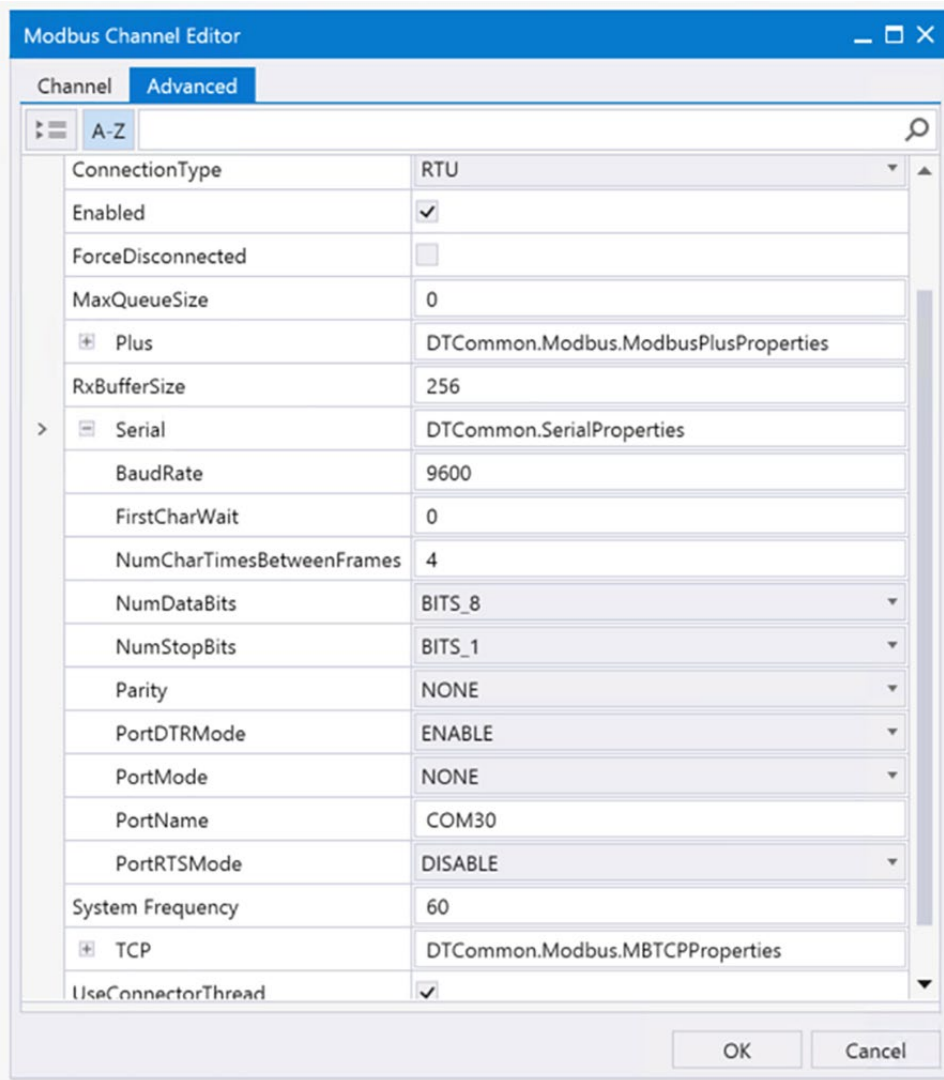 Modbus Channel Editor
Channel Advanced
A-Z
ConnectionType RTU
Enabled
ForceDisconnected
MaxQueueSize 0
Plus DTCommon.Modbus.ModbusPlusProperties
RxBufferSize 256
Serial DTCommon.SerialProperties
BaudRate 9600
FirstCharWait 0
NumCharTimesBetweenFrames 4
NumDataBits BITS_8
NumStopBits BITS_1
Parity NONE
PortDTRMode ENABLE
PortMode NONE
PortName COM30
PortRTSMode DISABLE
System Frequency 60
TCP DTCommon.Modbus.MBTCPProperties
UseConnectorThread
OK Cancel